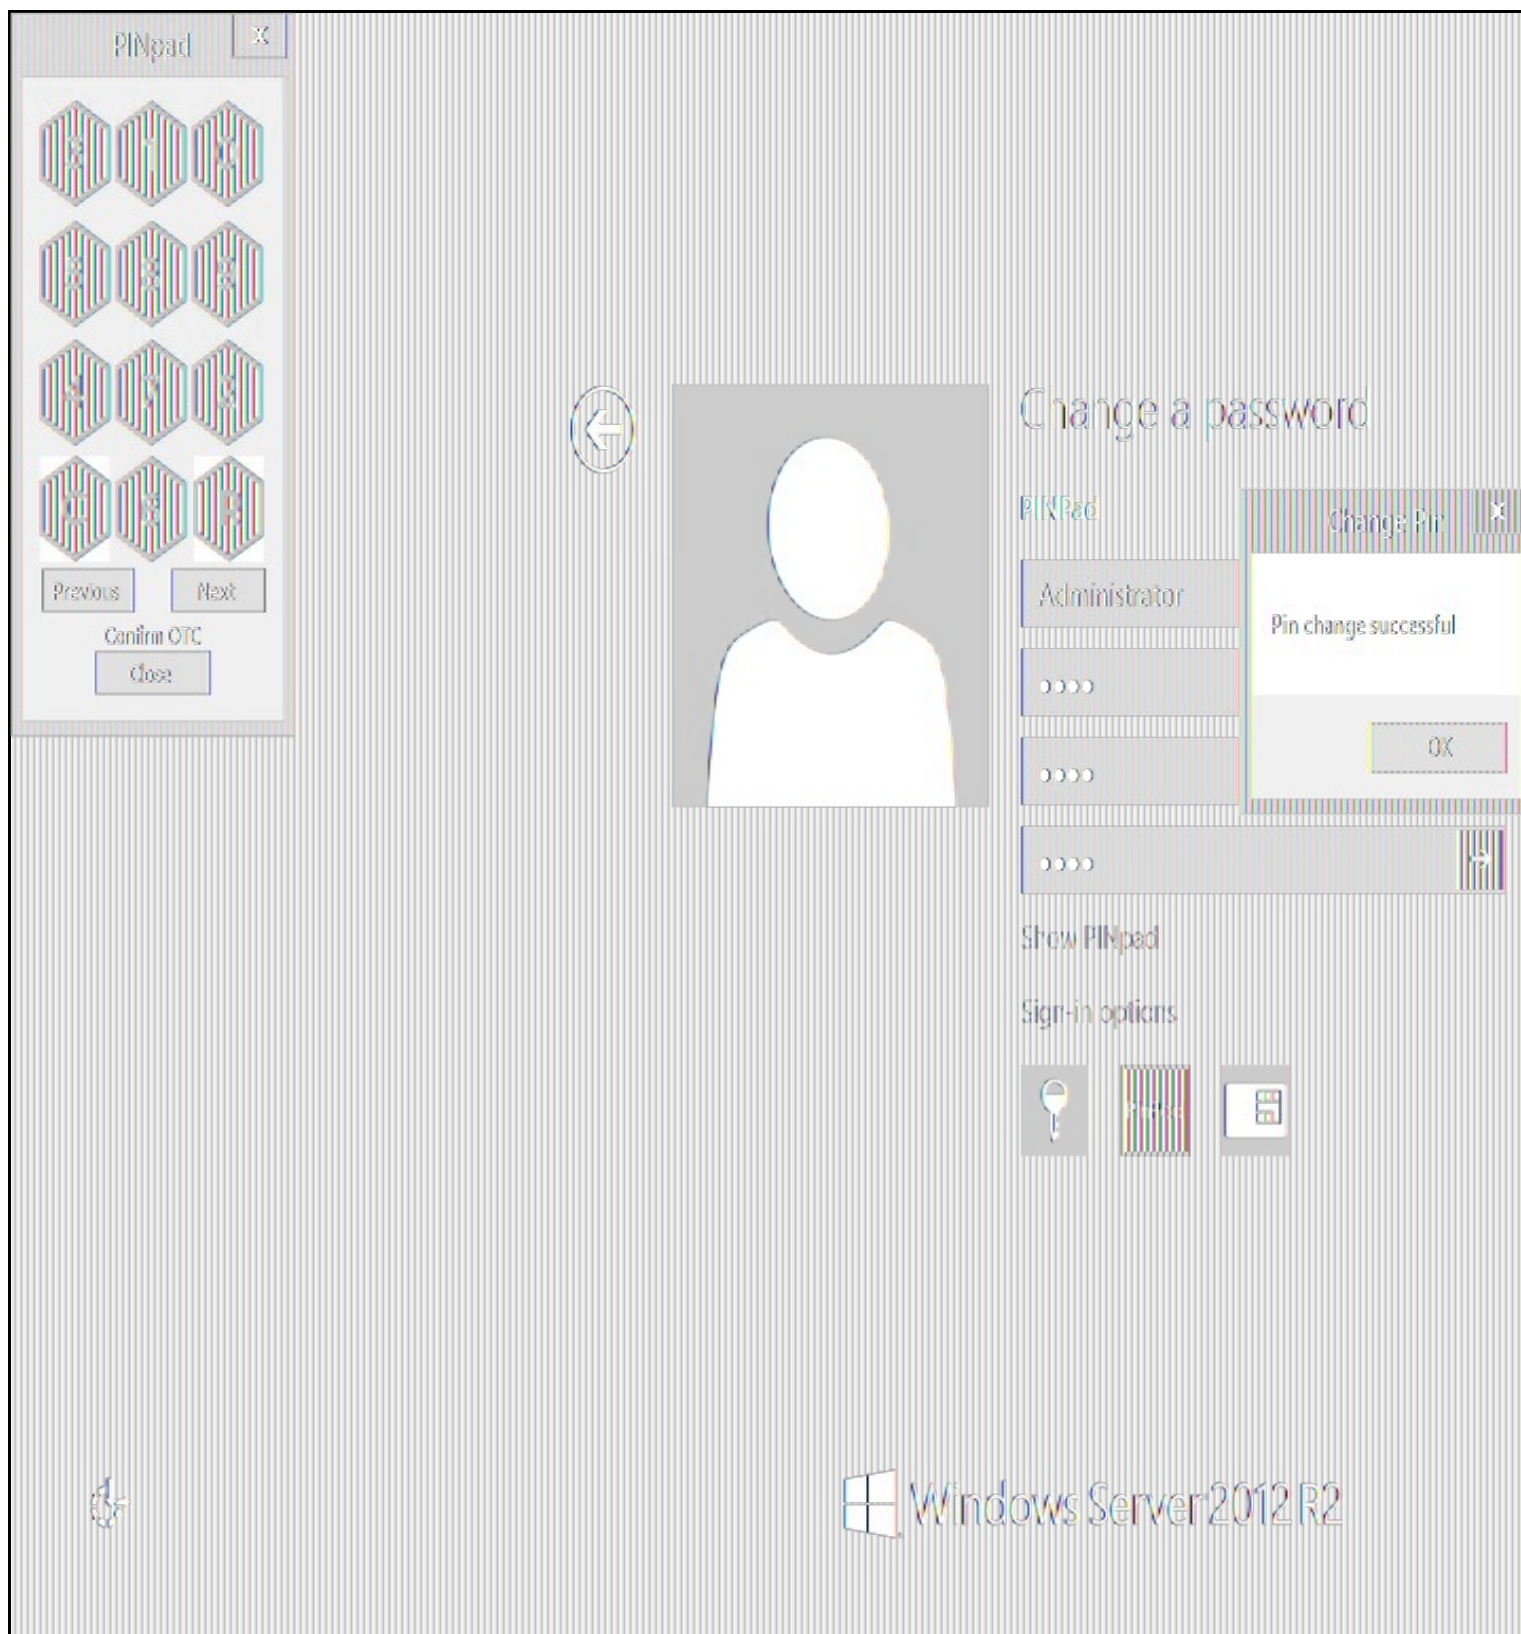 PINpad X
Previous Next
Confirm OTC
Close
Change a password
PINPad
Change Pin X
Administrator
Pin change successful
OK
Show PINpad
Sign-in options
PinPad
Windows Server 2012 R2